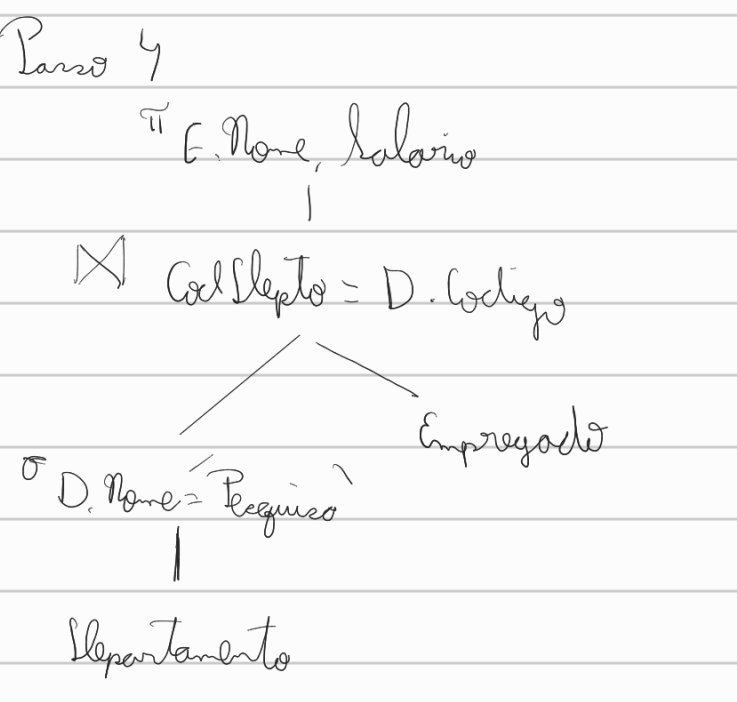 Passo 4
π E.Nome, Salario
⋈ CodDepto = D.Codigo
Empregado
σ D.Nome = 'Pesquisa'
Departamento